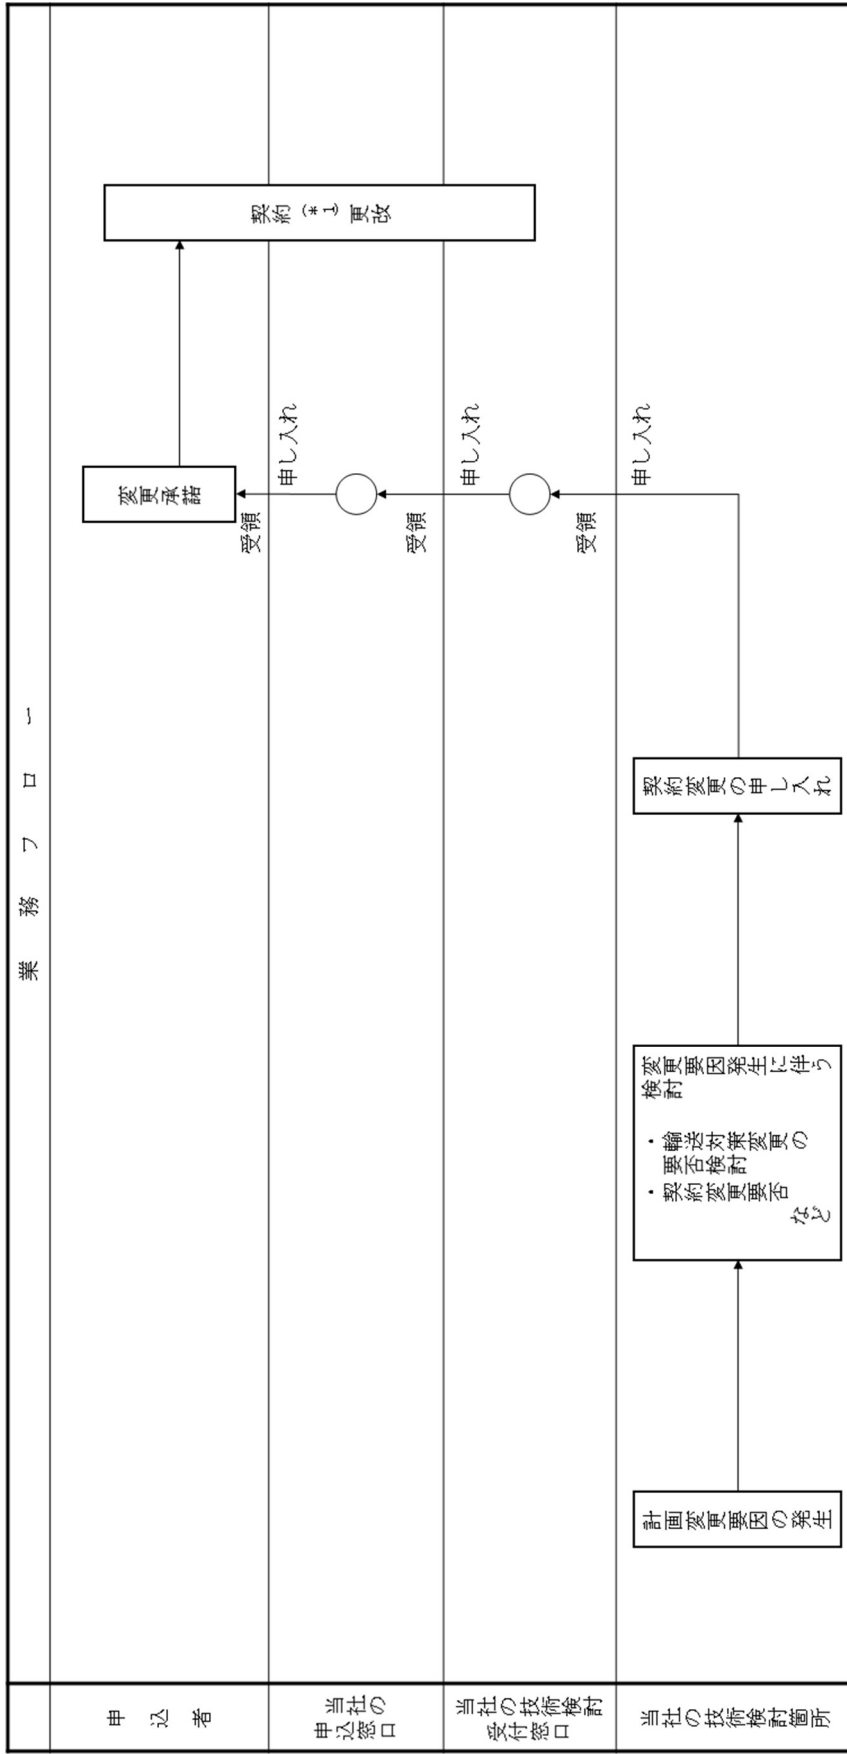 業務フロー
申込者
変更承諾
受領
契約(*1)更改
当社の
申込窓口
申し入れ
受領
当社の技術検討
受付窓口
申し入れ
受領
当社の技術検討箇所
計画変更要因の発生
変更要因発生に伴う
検討
・輸送対策変更の
要否検討
・契約変更要否
など
契約変更の申し入れ
申し入れ